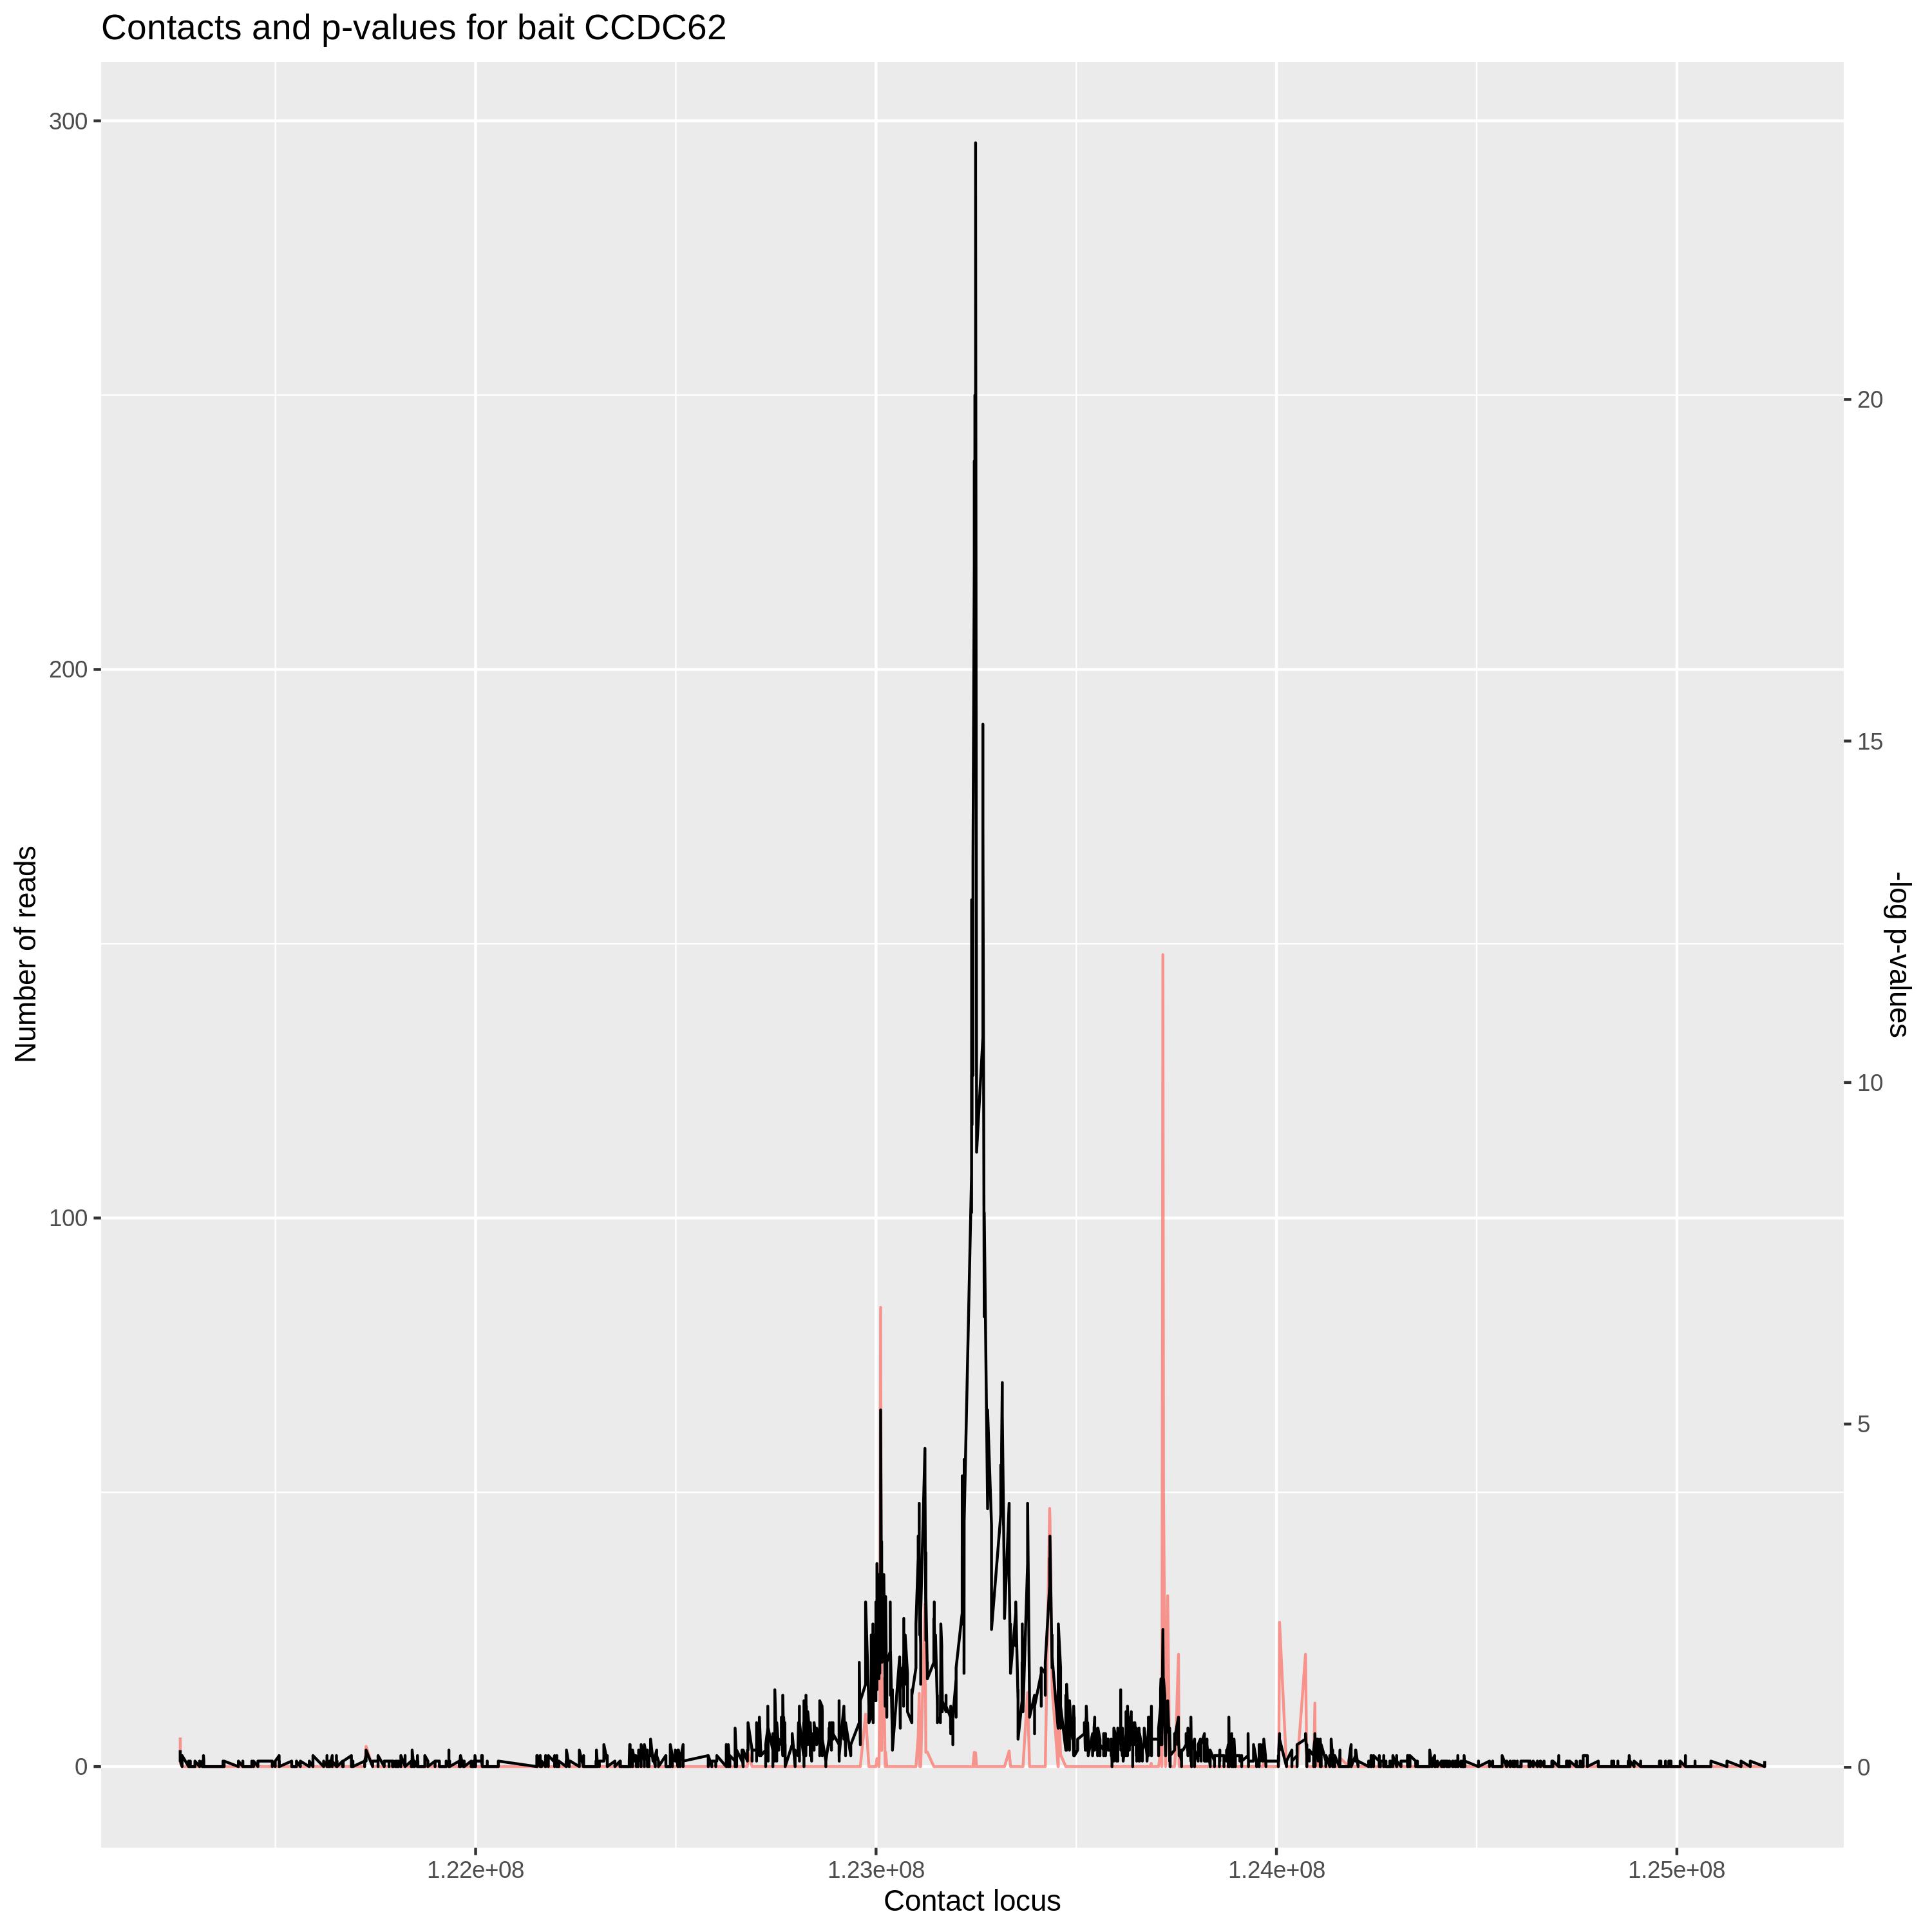 Contacts and p-values for bait CCDC62
300
200
100
0
Number of reads
20
15
10
5
0
-log p-values
1.22e+08
1.23e+08
1.24e+08
1.25e+08
Contact locus